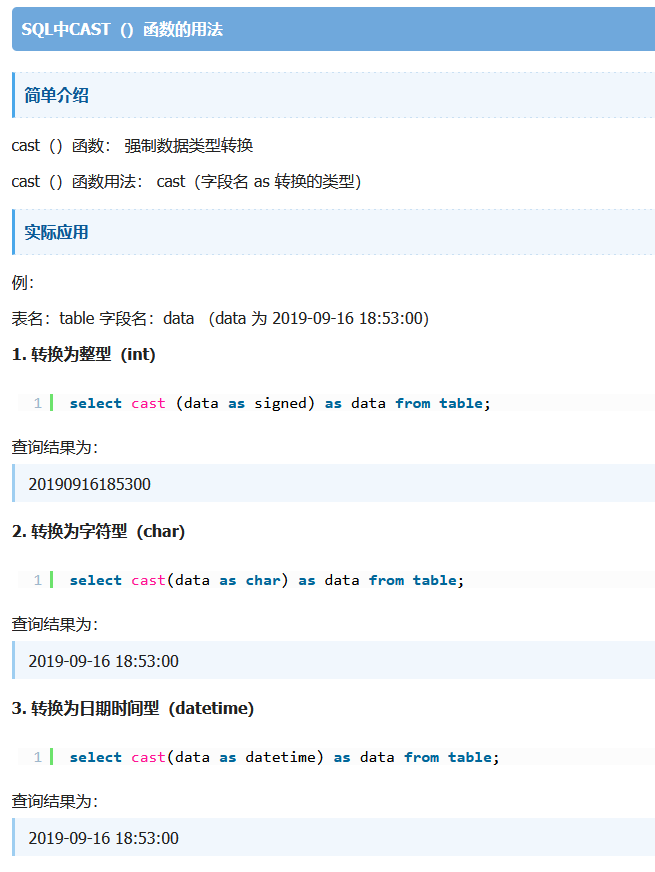 SQL中CAST（）函数的用法
简单介绍
cast（）函数： 强制数据类型转换
cast（）函数用法： cast（字段名 as 转换的类型）
实际应用
例：
表名：table 字段名：data （data 为 2019-09-16 18:53:00）
1. 转换为整型（int）
1 select cast (data as signed) as data from table;
查询结果为：
20190916185300
2. 转换为字符型（char）
1 select cast(data as char) as data from table;
查询结果为：
2019-09-16 18:53:00
3. 转换为日期时间型（datetime）
1 select cast(data as datetime) as data from table;
查询结果为：
2019-09-16 18:53:00